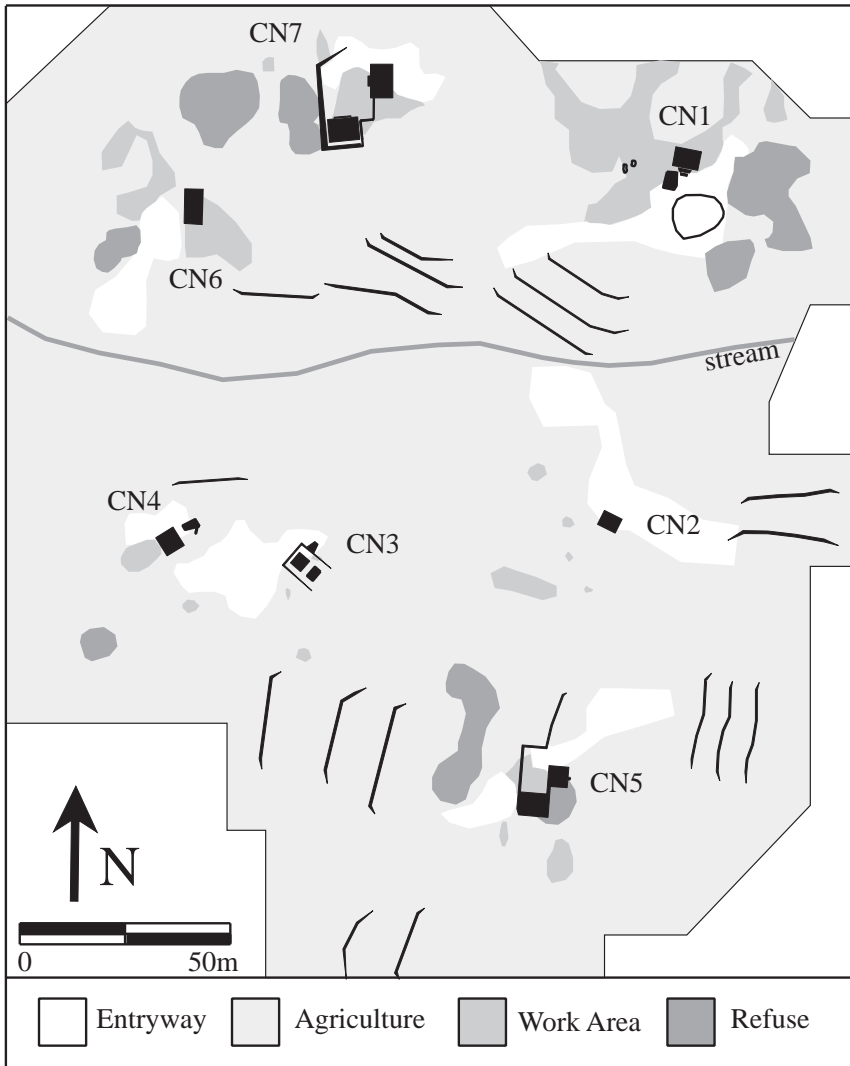 CN7
CN1
CN6
stream
CN4
CN3
CN2
CN5
N
0 50m
Entryway Agriculture Work Area Refuse